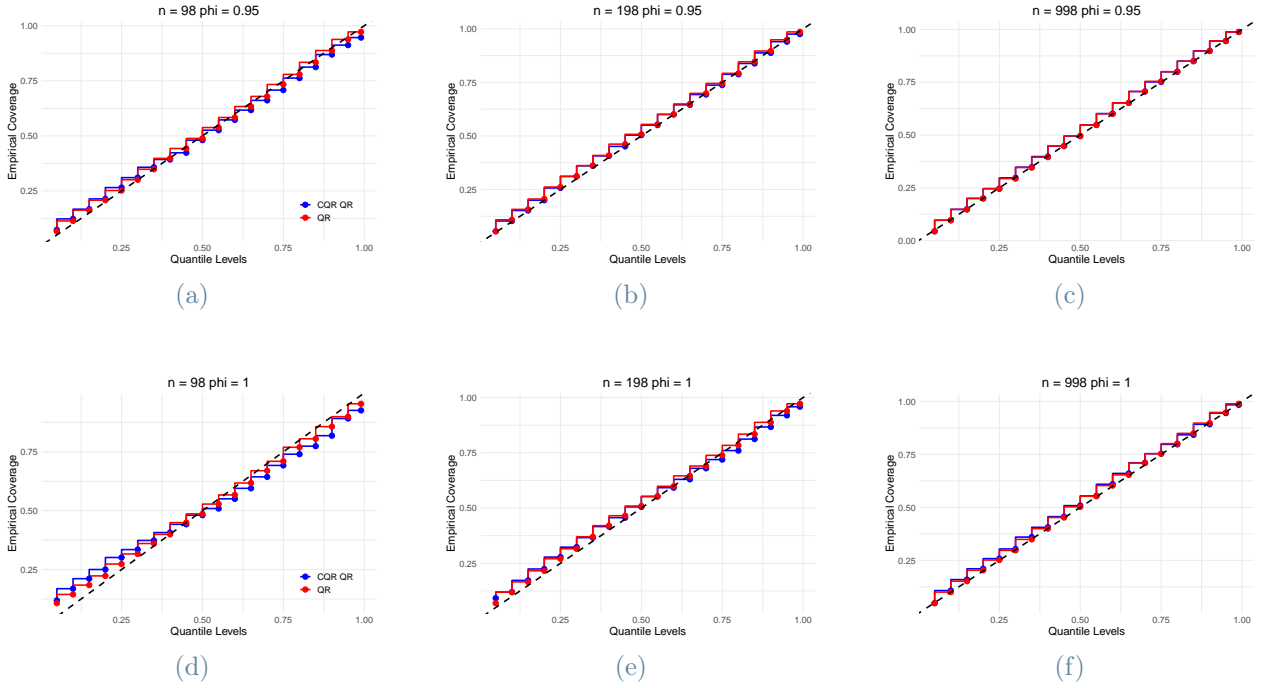 n = 98 phi = 0.95
Empirical Coverage
1.00
0.75
0.50
0.25
CQR QR
QR
0.25 0.50 0.75 1.00
Quantile Levels
(a)
n = 198 phi = 0.95
Empirical Coverage
1.00
0.75
0.50
0.25
0.25 0.50 0.75 1.00
Quantile Levels
(b)
n = 998 phi = 0.95
Empirical Coverage
1.00
0.75
0.50
0.25
0.00
0.25 0.50 0.75 1.00
Quantile Levels
(c)
n = 98 phi = 1
Empirical Coverage
0.75
0.50
0.25
CQR QR
QR
0.25 0.50 0.75 1.00
Quantile Levels
(d)
n = 198 phi = 1
Empirical Coverage
1.00
0.75
0.50
0.25
0.25 0.50 0.75 1.00
Quantile Levels
(e)
n = 998 phi = 1
Empirical Coverage
1.00
0.75
0.50
0.25
0.25 0.50 0.75 1.00
Quantile Levels
(f)